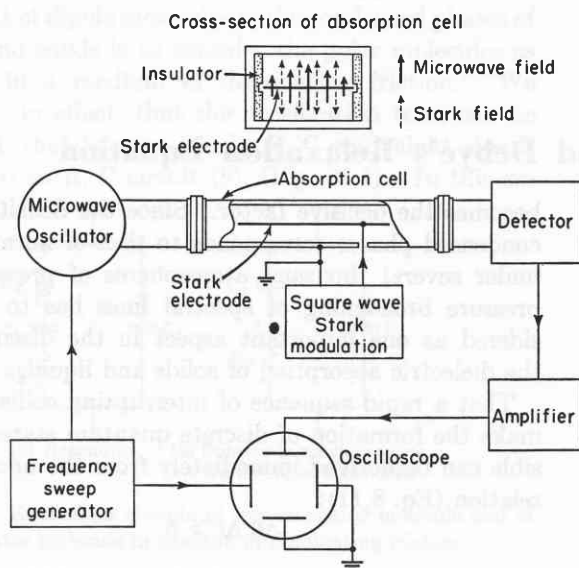 Cross-section of absorption cell
Insulator
Microwave field
Stark field
Stark electrode
Absorption cell
Microwave
Oscillator
Detector
Stark
electrode
Square wave
Stark
modulation
Amplifier
Oscilloscope
Frequency
sweep
generator